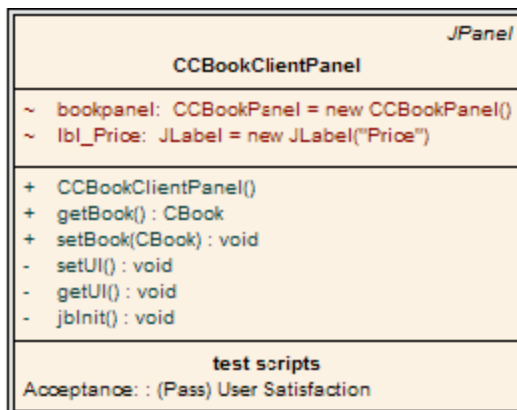 JPanel
CCBookClientPanel
~ bookpanel: CCBookPanel = new CCBookPanel()
~ lbl_Price: JLabel = new JLabel("Price")
+ CCBookClientPanel()
+ getBook() : CBook
+ setBook(CBook) : void
- setUI() : void
- getUI() : void
- jbInit() : void
test scripts
Acceptance: : (Pass) User Satisfaction